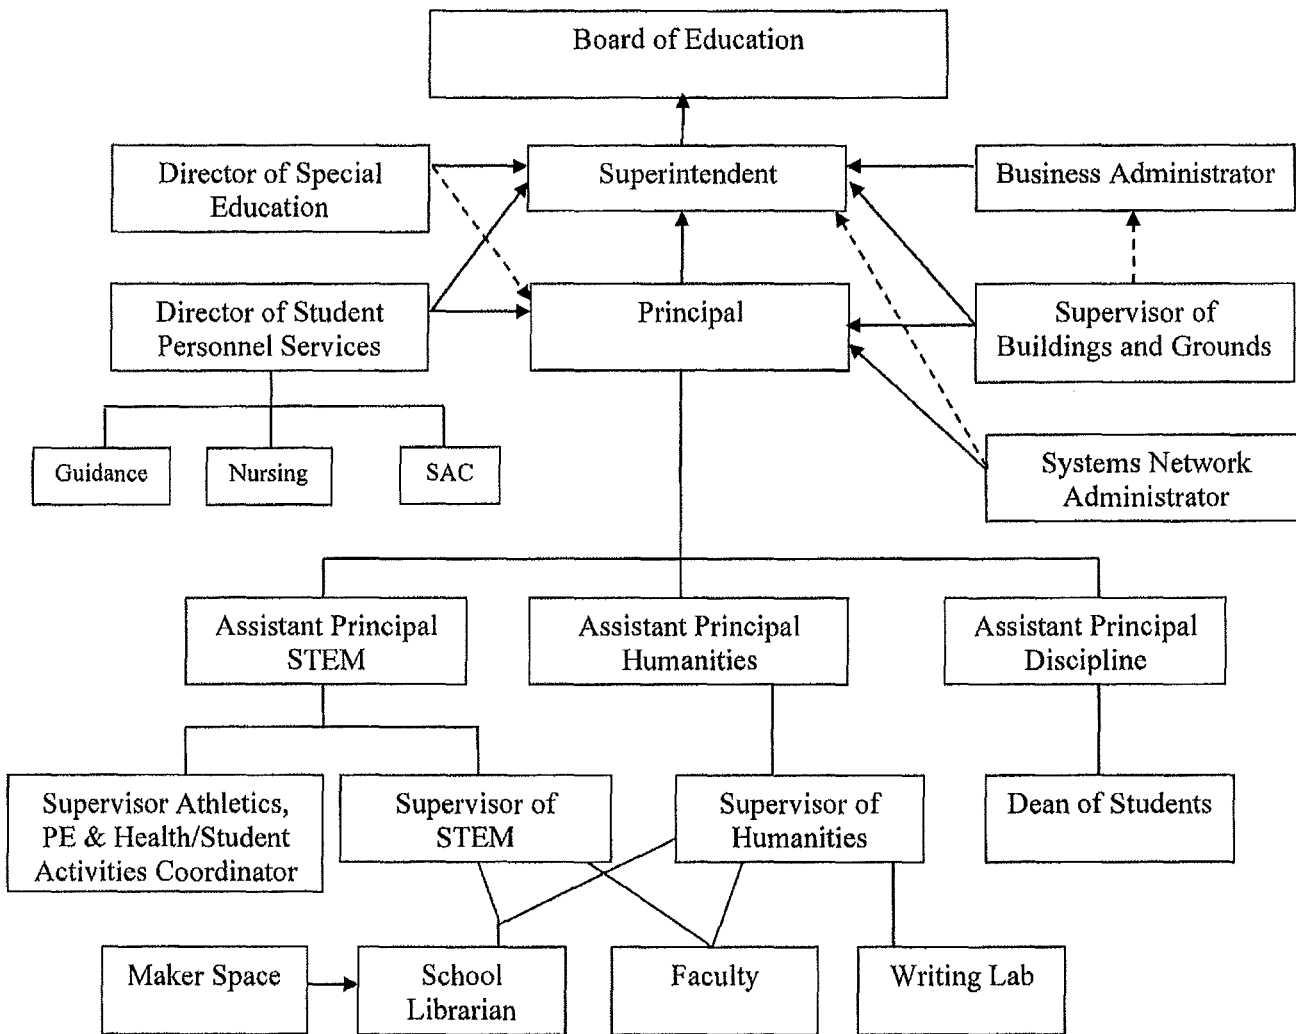 Board of Education
Director of Special
Education
Superintendent
Business Administrator
Director of Student
Personnel Services
Principal
Supervisor of
Buildings and Grounds
Guidance
Nursing
SAC
Systems Network
Administrator
Assistant Principal
STEM
Assistant Principal
Humanities
Assistant Principal
Discipline
Supervisor Athletics,
PE & Health/Student
Activities Coordinator
Supervisor of
STEM
Supervisor of
Humanities
Dean of Students
Maker Space
School
Librarian
Faculty
Writing Lab